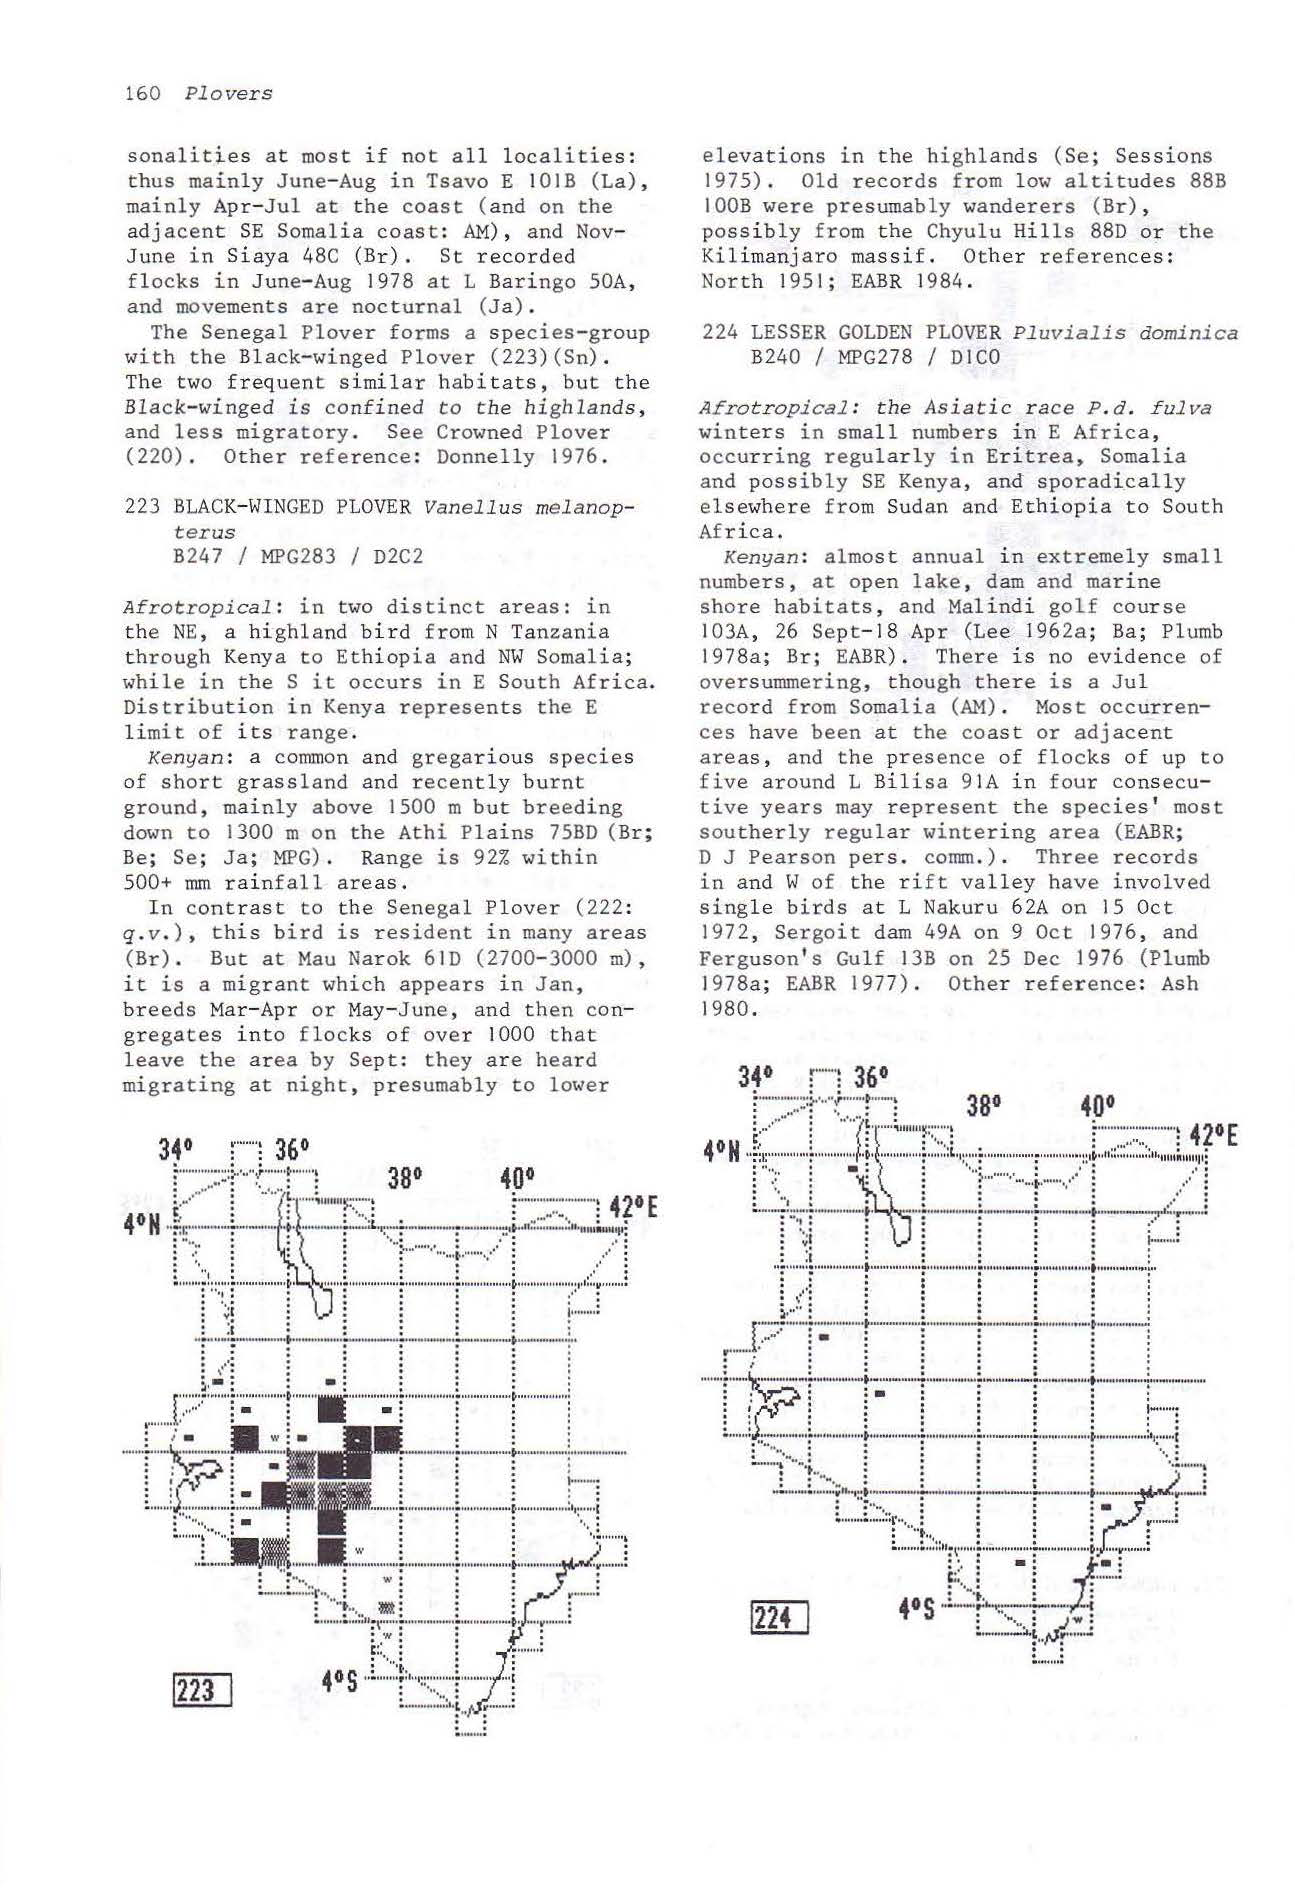 160 Plovers
sonalities at most if not all localities:
thus mainly June-Aug in Tsavo E 101B (La),
mainly Apr-Jul at the coast (and on the
adjacent SE Somalia coast: AM), and Nov-
June in Siaya 48C (Br). St recorded
flocks in June-Aug 1978 at L Baringo 50A,
and movements are nocturnal (Ja).
The Senegal Plover forms a species-group
with the Black-winged Plover (223)(Sn).
The two frequent similar habitats, but the
Black-winged is confined to the highlands,
and less migratory. See Crowned Plover
(220). Other reference: Donnelly 1976.
223 BLACK-WINGED PLOVER Vanellus melanop-
terus
B247 / MPG283 / D2C2
Afrotropical: in two distinct areas: in
the NE, a highland bird from N Tanzania
through Kenya to Ethiopia and NW Somalia;
while in the S it occurs in E South Africa.
Distribution in Kenya represents the E
limit of its range.
Kenyan: a common and gregarious species
of short grassland and recently burnt
ground, mainly above 1500 m but breeding
down to 1300 m on the Athi Plains 75BD (Br;
Be; Se; Ja; MPG). Range is 92% within
500+ mm rainfall areas.
In contrast to the Senegal Plover (222:
q.v.), this bird is resident in many areas
(Br). But at Mau Narok 61D (2700-3000 m),
it is a migrant which appears in Jan,
breeds Mar-Apr or May-June, and then con-
gregates into flocks of over 1000 that
leave the area by Sept: they are heard
migrating at night, presumably to lower
34° 36°
38° 40°
42°E
4°N
w
w
w
w
4°S
223
elevations in the highlands (Se; Sessions
1975). Old records from low altitudes 88B
100B were presumably wanderers (Br),
possibly from the Chyulu Hills 88D or the
Kilimanjaro massif. Other references:
North 1951; EABR 1984.
224 LESSER GOLDEN PLOVER Pluvialis dominica
B240 / MPG278 / D1C0
Afrotropical: the Asiatic race P.d. fulva
winters in small numbers in E Africa,
occurring regularly in Eritrea, Somalia
and possibly SE Kenya, and sporadically
elsewhere from Sudan and Ethiopia to South
Africa.
Kenyan: almost annual in extremely small
numbers, at open lake, dam and marine
shore habitats, and Malindi golf course
103A, 26 Sept-18 Apr (Lee 1962a; Ba; Plumb
1978a; Br; EABR). There is no evidence of
oversummering, though there is a Jul
record from Somalia (AM). Most occurren-
ces have been at the coast or adjacent
areas, and the presence of flocks of up to
five around L Bilisa 91A in four consecu-
tive years may represent the species' most
southerly regular wintering area (EABR;
D J Pearson pers. comm.). Three records
in and W of the rift valley have involved
single birds at L Nakuru 62A on 15 Oct
1972, Sergoit dam 49A on 9 Oct 1976, and
Ferguson's Gulf 13B on 25 Dec 1976 (Plumb
1978a; EABR 1977). Other reference: Ash
1980.
34° 36°
38° 40°
42°E
4°N
4°S
w
224